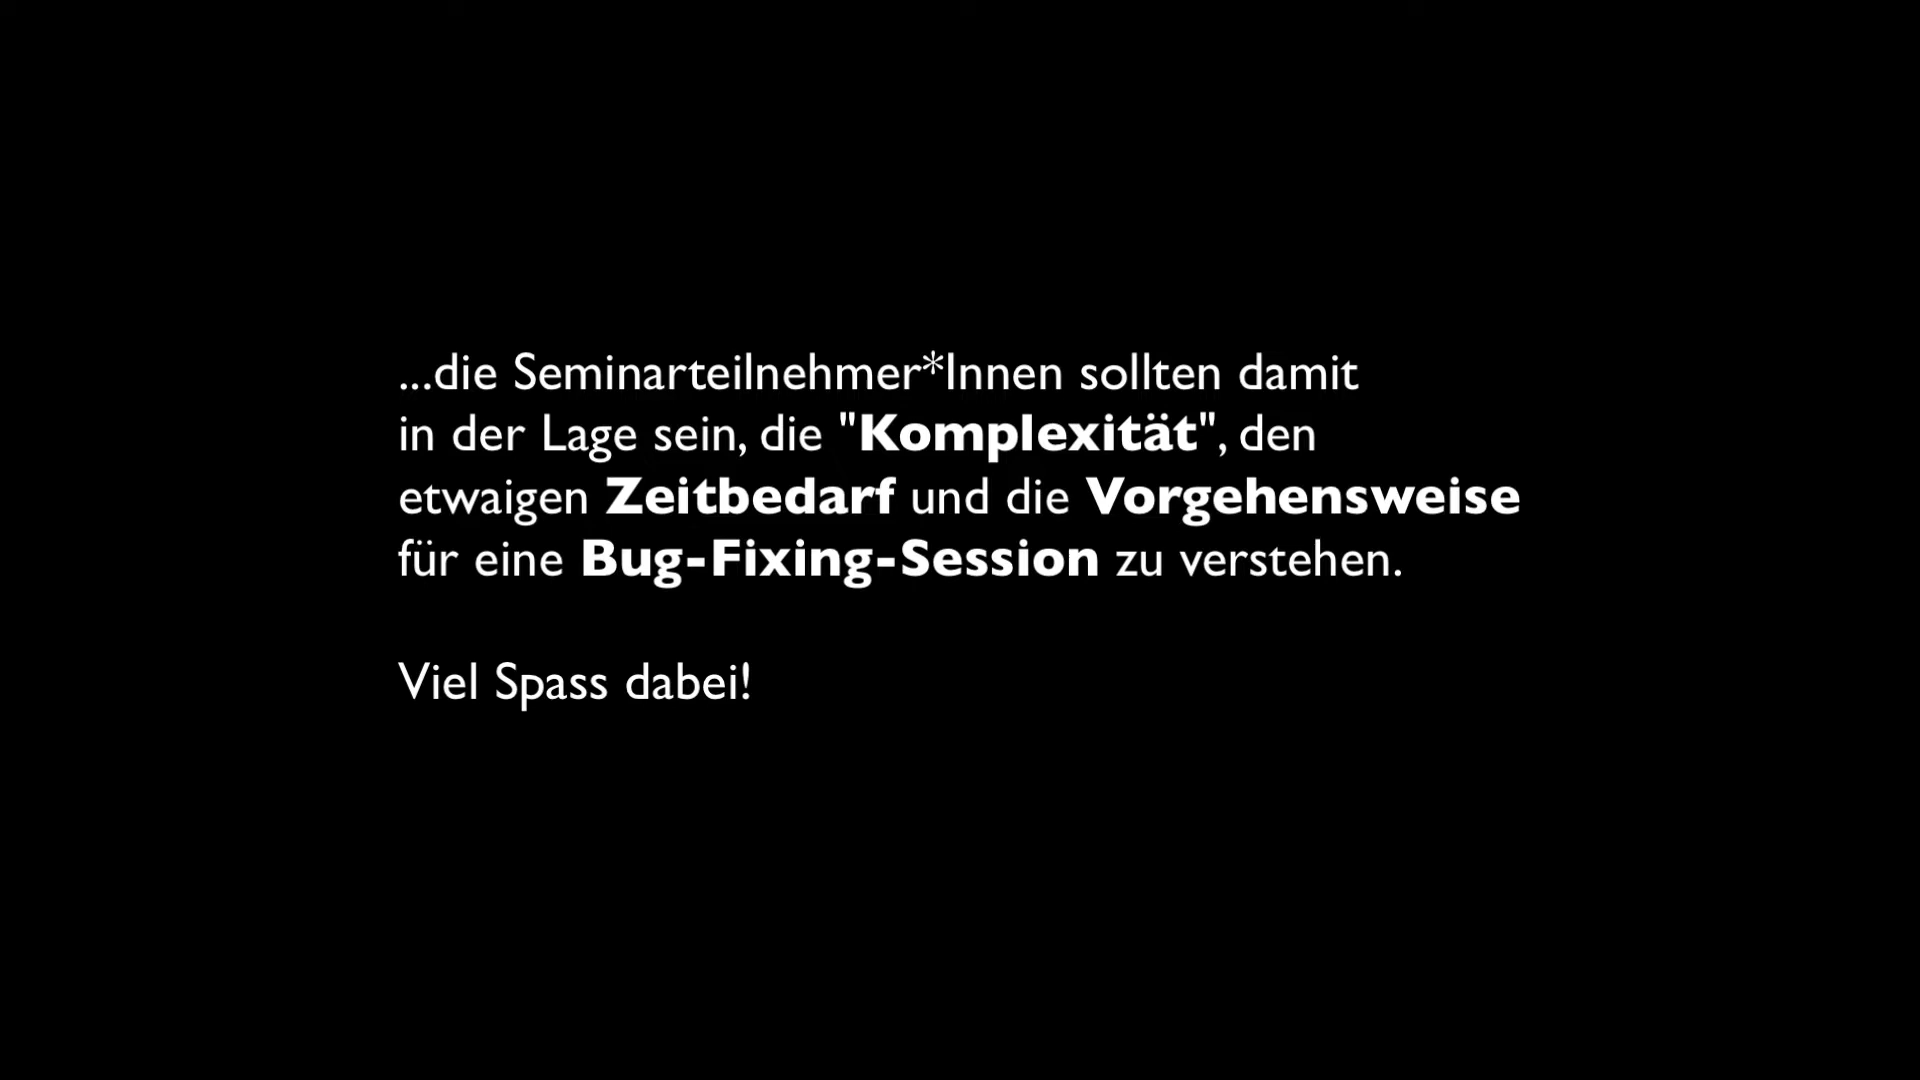 ...die Seminarteilnehmer*Innen sollten damit
in der Lage sein, die "Komplexität", den
etwaigen Zeitbedarf und die Vorgehensweise
für eine Bug-Fixing-Session zu verstehen.
Viel Spass dabei!